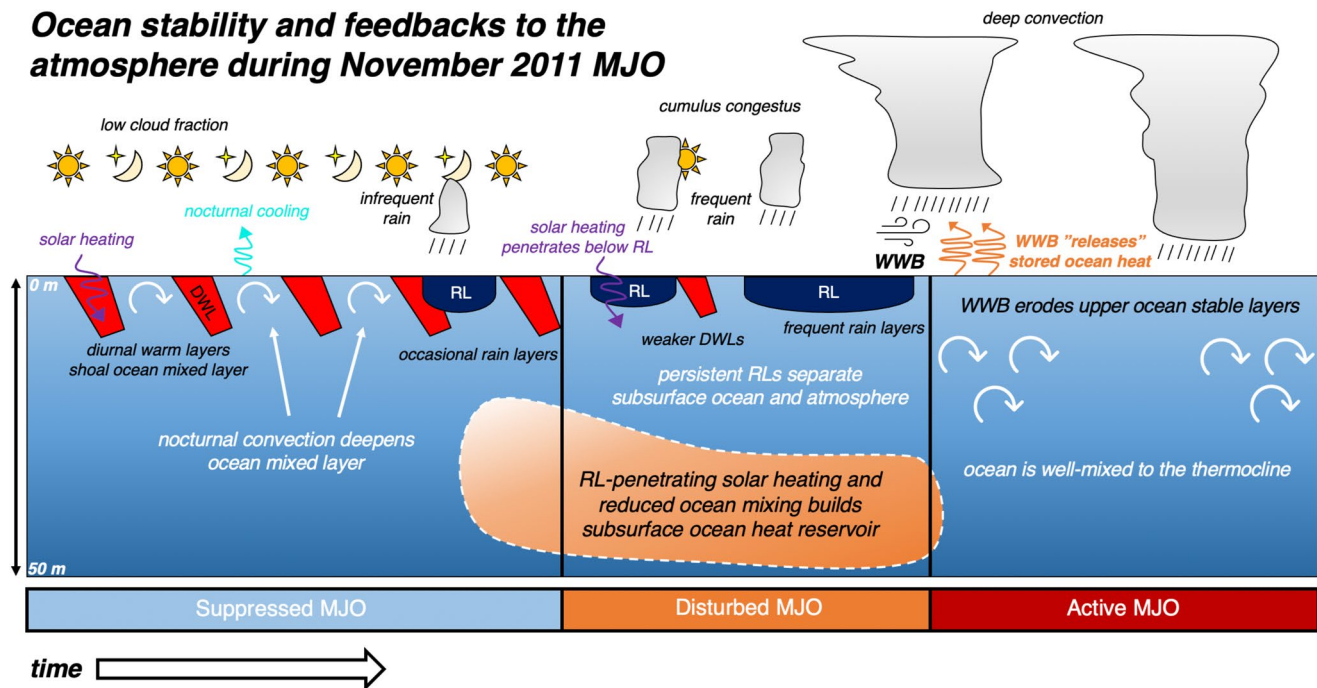 Ocean stability and feedbacks to the
atmosphere during November 2011 MJO
deep convection
low cloud fraction
cumulus congestus
nocturnal cooling
infrequent
rain
frequent
rain
solar heating
solar heating
penetrates below RL
WWB
WWB "releases"
stored ocean heat
0 m
DWL
RL
RL
RL
diurnal warm layers
shoal ocean mixed layer
occasional rain layers
weaker DWLs
frequent rain layers
WWB erodes upper ocean stable layers
persistent RLs separate
subsurface ocean and atmosphere
nocturnal convection deepens
ocean mixed layer
RL-penetrating solar heating and
reduced ocean mixing builds
subsurface ocean heat reservoir
ocean is well-mixed to the thermocline
50 m
Suppressed MJO
Disturbed MJO
Active MJO
time